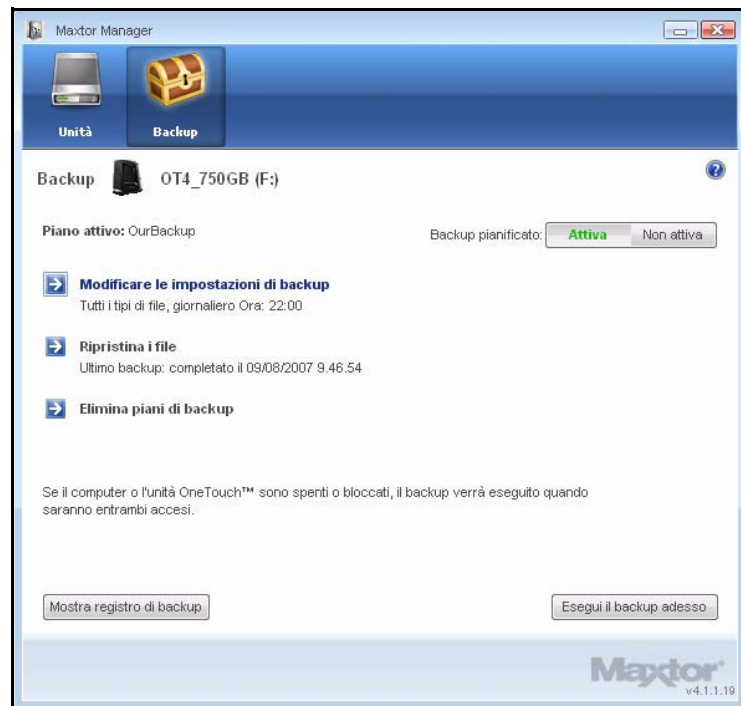 Maxtor Manager
Unità
Backup
Backup OT4_750GB (F:)
Piano attivo: OurBackup
Backup pianificato: Attiva Non attiva
Modificare le impostazioni di backup
Tutti i tipi di file, giornaliero Ora: 22:00
Ripristina i file
Ultimo backup: completato il 09/08/2007 9.46.54
Elimina piani di backup
Se il computer o l'unità OneTouch™ sono spenti o bloccati, il backup verrà eseguito quando
saranno entrambi accesi.
Mostra registro di backup
Esegui il backup adesso
Maxtor
v4.1.1.19